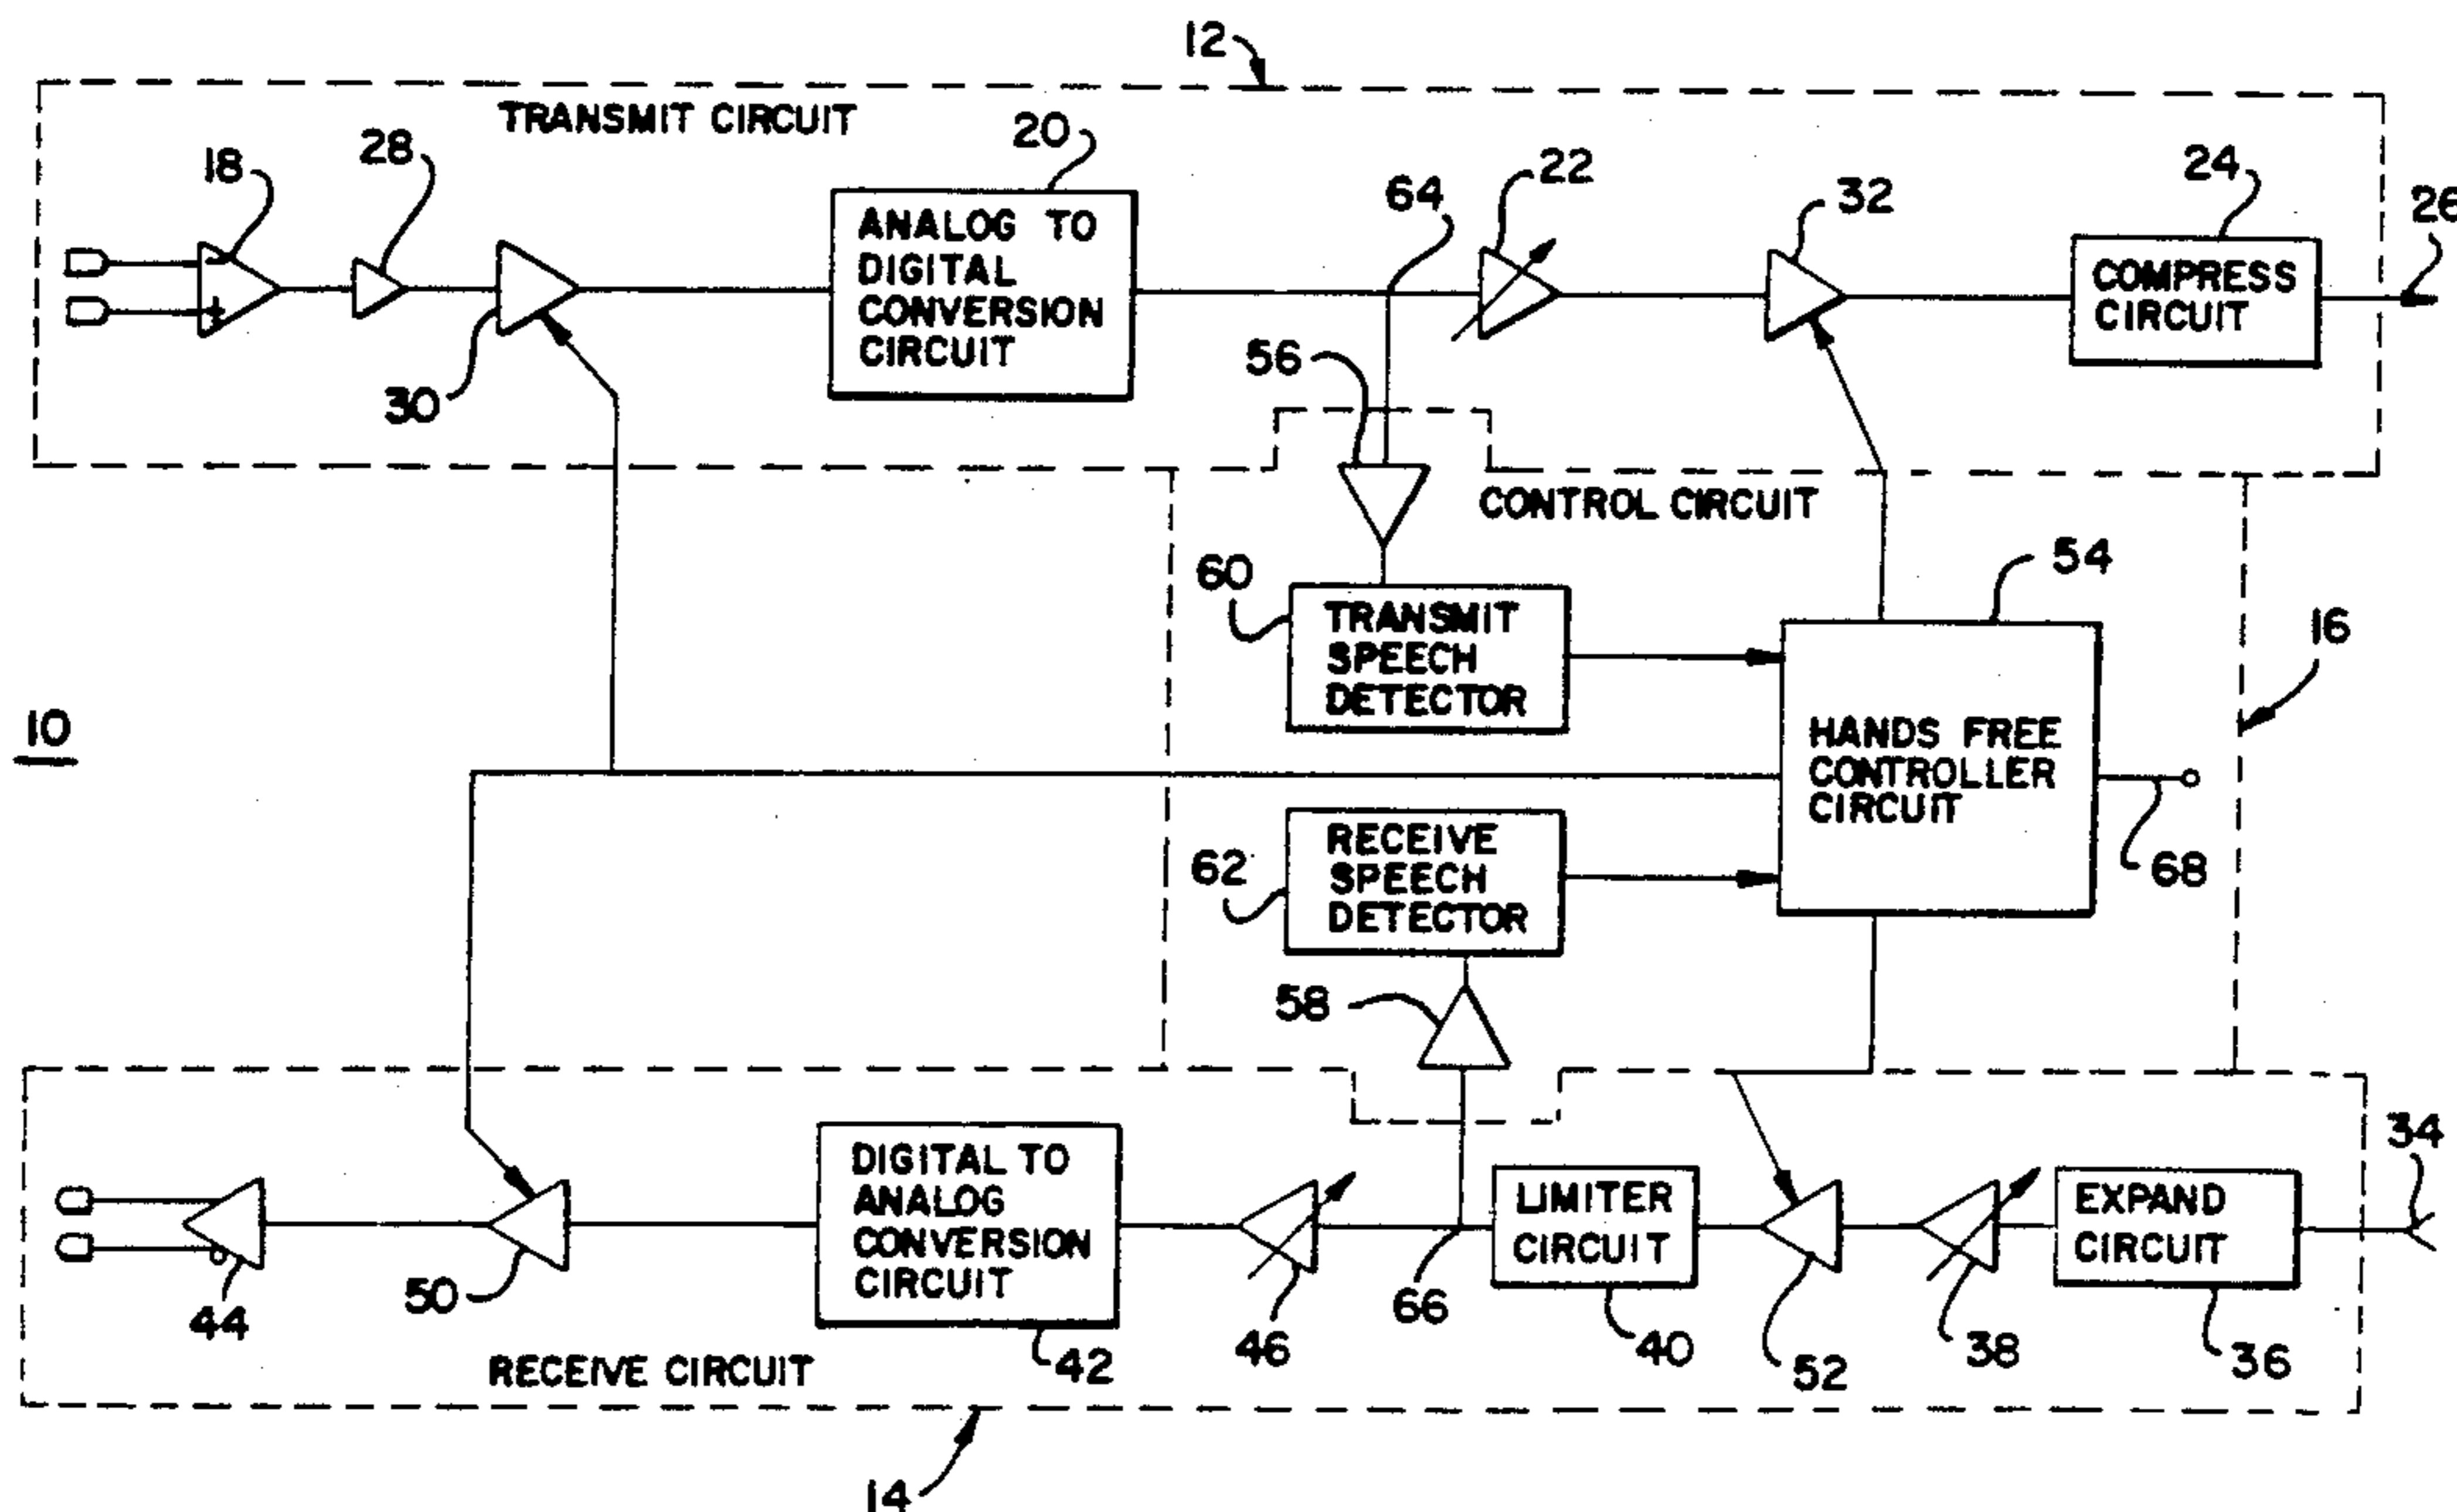 12
TRANSMIT CIRCUIT
18
28
20
64
22
32
24
26
-
+
30
ANALOG TO
DIGITAL
CONVERSION
CIRCUIT
COMPRESS
CIRCUIT
56
CONTROL CIRCUIT
60
TRANSMIT
SPEECH
DETECTOR
54
16
10
HANDS FREE
CONTROLLER
CIRCUIT
68
62
RECEIVE
SPEECH
DETECTOR
58
34
DIGITAL TO
ANALOG
CONVERSION
CIRCUIT
LIMITER
CIRCUIT
EXPAND
CIRCUIT
44
50
42
46
66
40
52
38
36
RECEIVE CIRCUIT
14